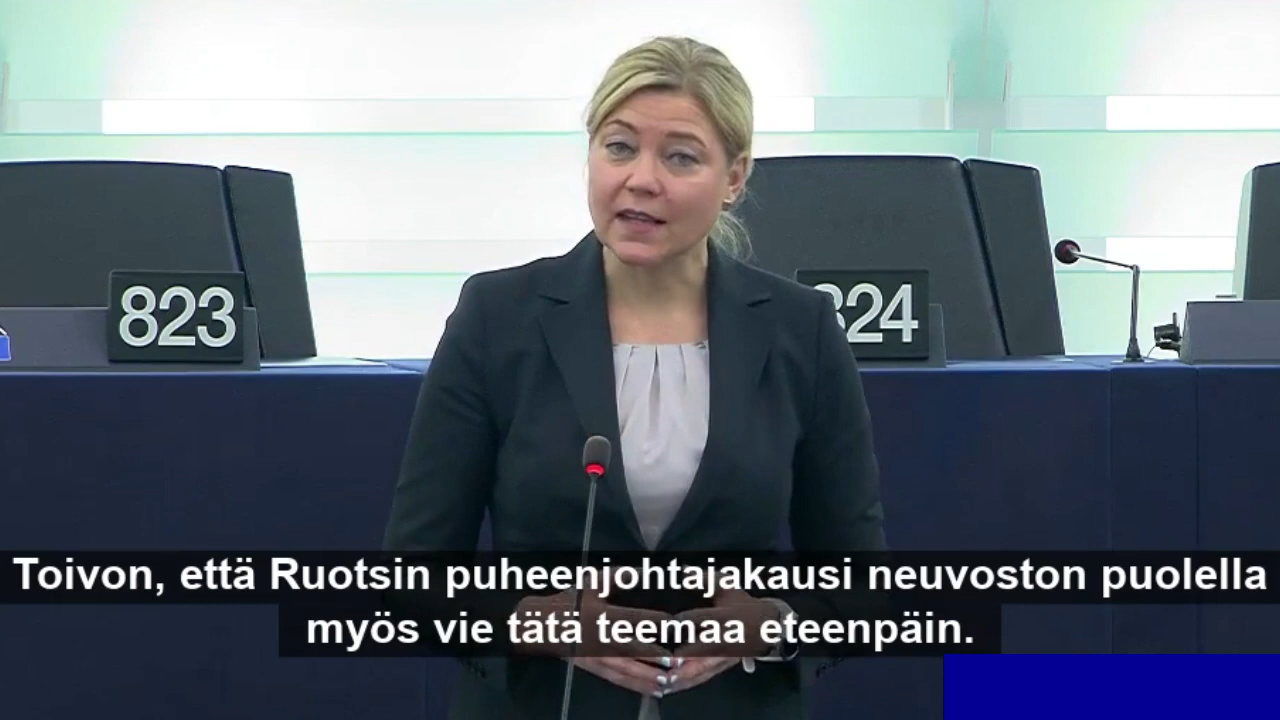 823
324
Toivon, että Ruotsin puheenjohtajakausi neuvoston puolella
myös vie tätä teemaa eteenpäin.